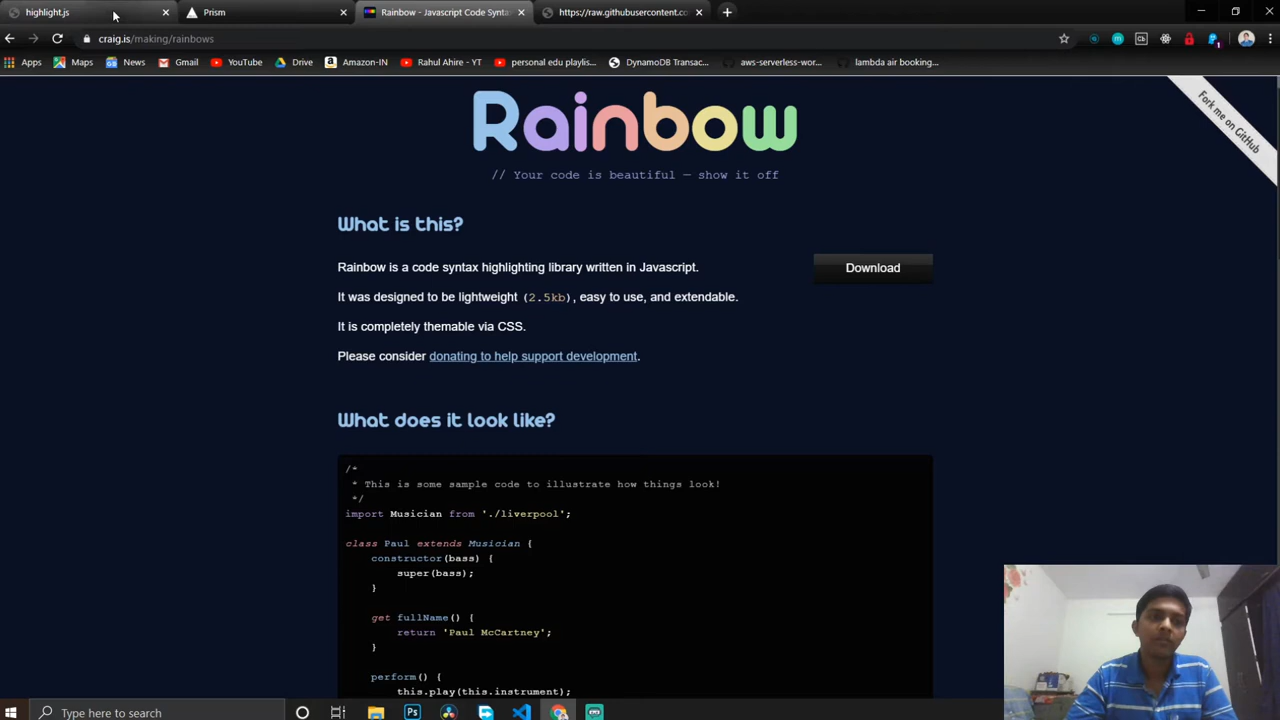 highlight.js
Prism
Rainbow - Javascript Code Synta
https://raw.githubusercontent.co
craig.is/making/rainbows
Apps
Maps
News
Gmail
YouTube
Drive
Amazon-IN
Rahul Ahire - YT
personal edu playlis...
DynamoDB Transac...
aws-serverless-wor...
lambda air booking...
Fork me on GitHub
Rainbow
// Your code is beautiful — show it off
What is this?
Rainbow is a code syntax highlighting library written in Javascript.
Download
It was designed to be lightweight (2.5kb), easy to use, and extendable.
It is completely themable via CSS.
Please consider donating to help support development.
What does it look like?
/*
* This is some sample code to illustrate how things look!
*/
import Musician from './liverpool';
class Paul extends Musician {
constructor(bass) {
super(bass);
}
get fullName() {
return 'Paul McCartney';
}
perform() {
this.play(this.instrument);
Type here to search